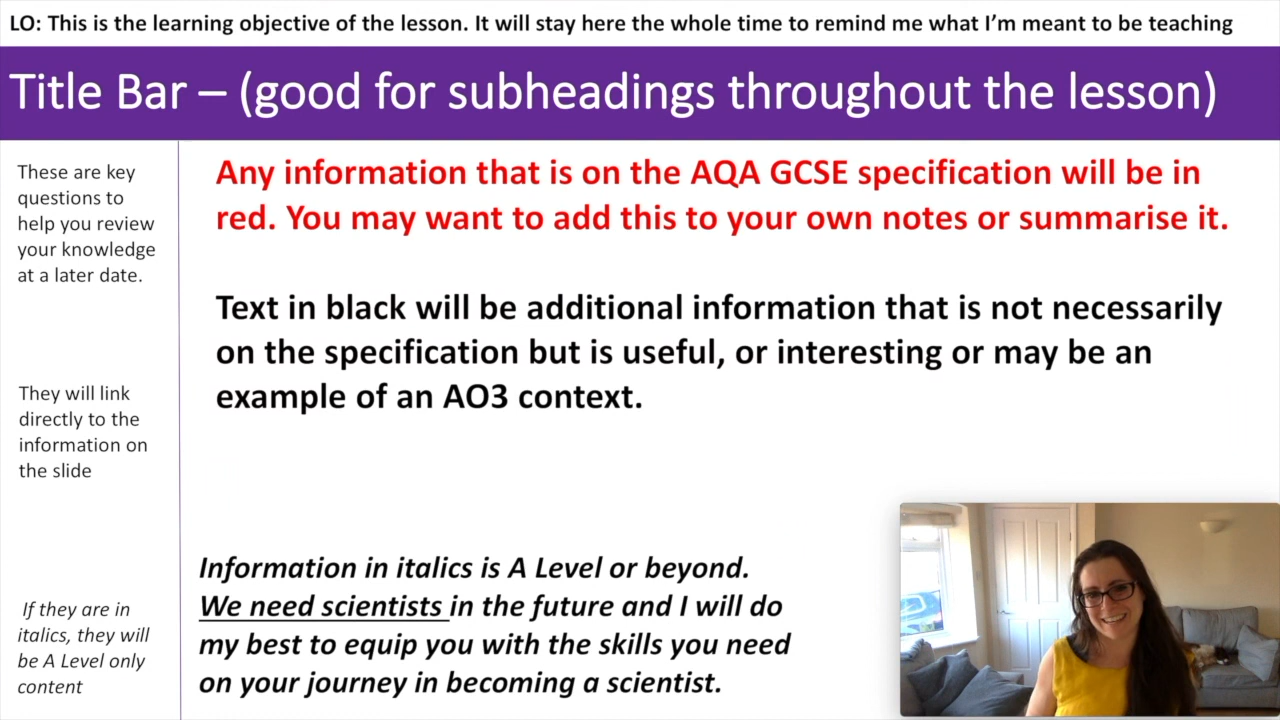 LO: This is the learning objective of the lesson. It will stay here the whole time to remind me what I'm meant to be teaching
Title Bar – (good for subheadings throughout the lesson)
These are key
questions to
help you review
your knowledge
at a later date.
They will link
directly to the
information on
the slide
If they are in
italics, they will
be A Level only
content
Any information that is on the AQA GCSE specification will be in
red. You may want to add this to your own notes or summarise it.
Text in black will be additional information that is not necessarily
on the specification but is useful, or interesting or may be an
example of an AO3 context.
Information in italics is A Level or beyond.
We need scientists in the future and I will do
my best to equip you with the skills you need
on your journey in becoming a scientist.